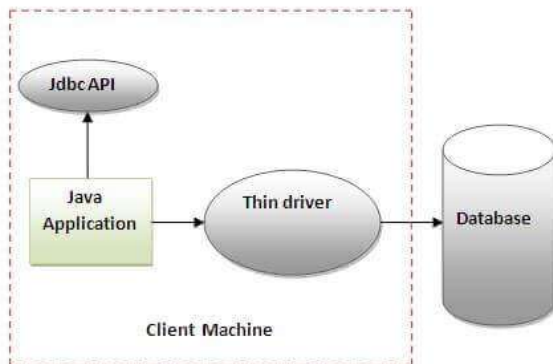 Jdbc API
Java
Application
Thin driver
Database
Client Machine